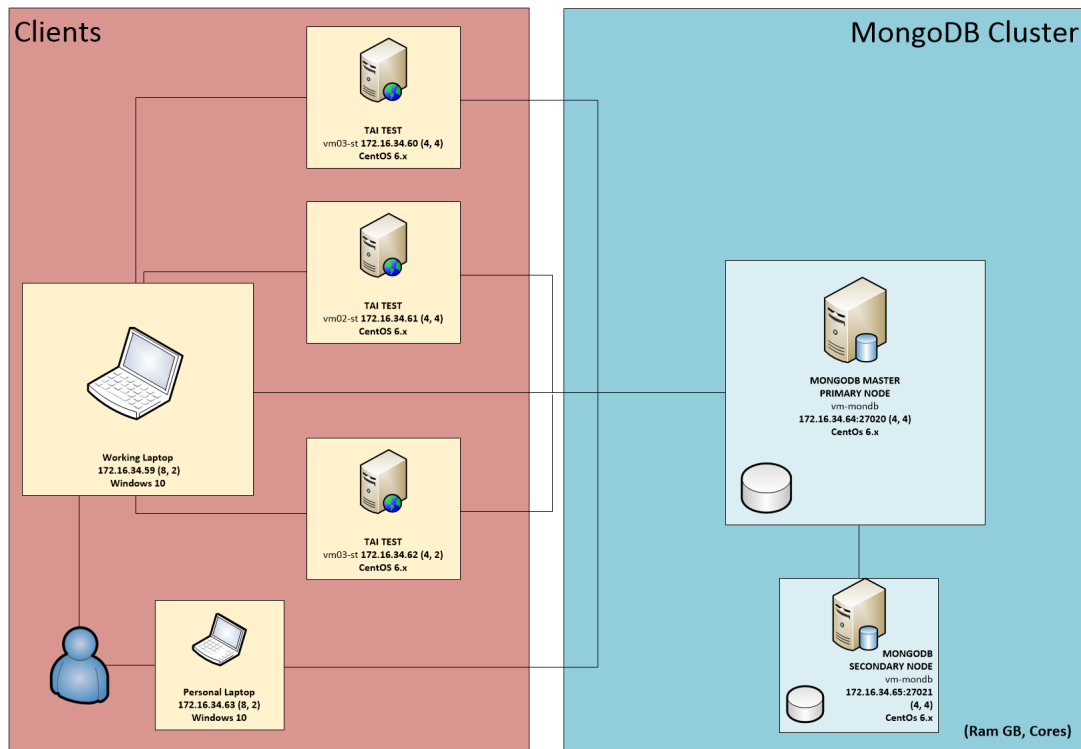 Clients
MongoDB Cluster
TAI TEST
vm03-st 172.16.34.60 (4, 4)
CentOS 6.x
TAI TEST
vm02-st 172.16.34.61 (4, 4)
CentOS 6.x
Working Laptop
172.16.34.59 (8, 2)
Windows 10
TAI TEST
vm03-st 172.16.34.62 (4, 2)
CentOS 6.x
Personal Laptop
172.16.34.63 (8, 2)
Windows 10
MONGODB MASTER
PRIMARY NODE
vm-mondb
172.16.34.64:27020 (4, 4)
CentOs 6.x
MONGODB
SECONDARY NODE
vm-mondb
172.16.34.65:27021
(4, 4)
CentOs 6.x
(Ram GB, Cores)